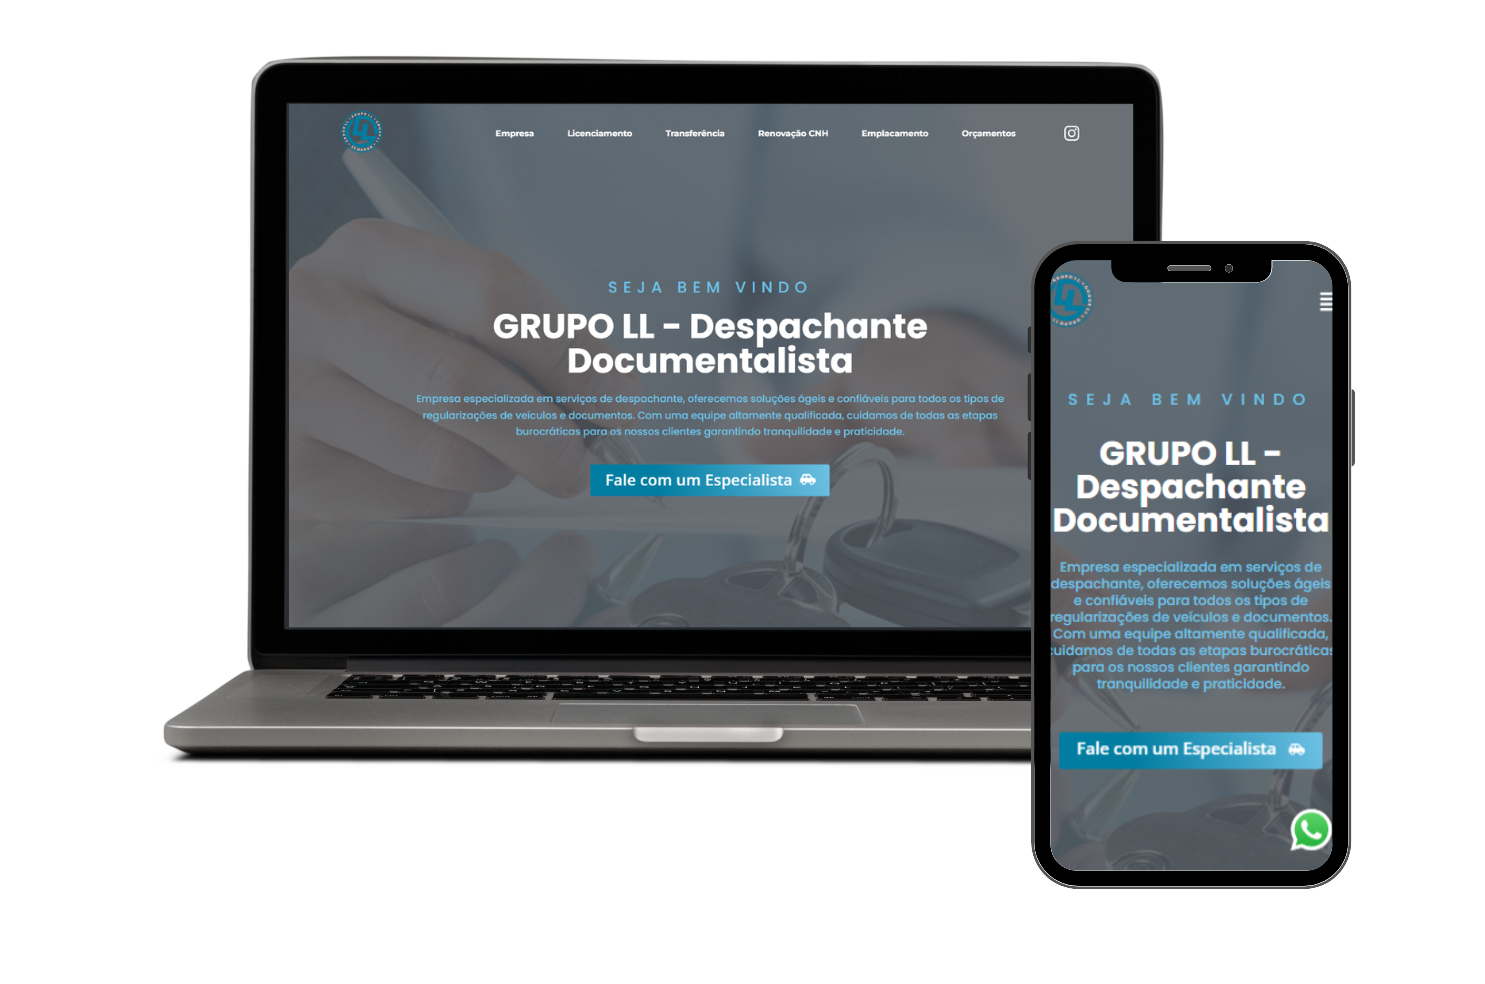 Empresa Licenciamento Transferência Renovação CNH Emplacamento Orçamentos
SEJA BEM VINDO
GRUPO LL - Despachante
Documentalista
Empresa especializada em serviços de despachante, oferecemos soluções ágeis e confiáveis para todos os tipos de
regularizações de veículos e documentos. Com uma equipe altamente qualificada, cuidamos de todas as etapas
burocráticas para os nossos clientes garantindo tranquilidade e praticidade.
Fale com um Especialista
SEJA BEM VINDO
GRUPO LL -
Despachante
Documentalista
Empresa especializada em serviços de
despachante, oferecemos soluções ágeis
e confiáveis para todos os tipos de
regularizações de veículos e documentos.
Com uma equipe altamente qualificada,
cuidamos de todas as etapas burocráticas
para os nossos clientes garantindo
tranquilidade e praticidade.
Fale com um Especialista